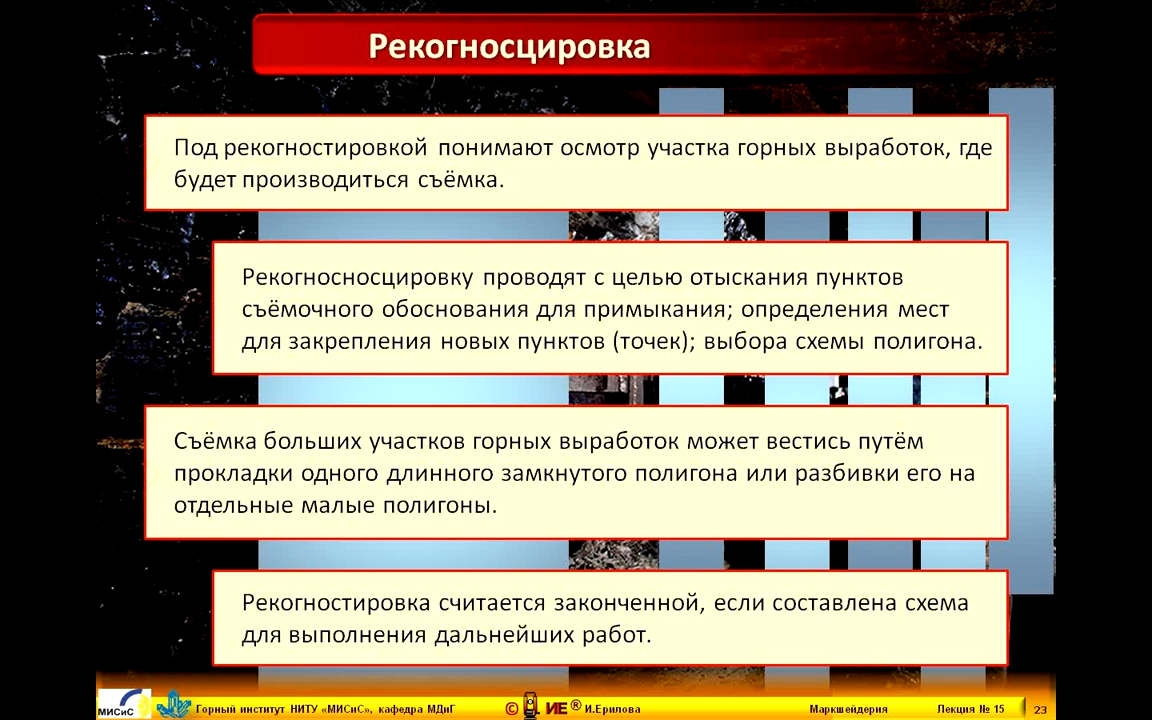 Рекогносцировка
Под рекогностировкой понимают осмотр участка горных выработок, где
будет производиться съёмка.
Рекогносносцировку проводят с целью отыскания пунктов
съёмочного обоснования для примыкания; определения мест
для закрепления новых пунктов (точек); выбора схемы полигона.
Съёмка больших участков горных выработок может вестись путём
прокладки одного длинного замкнутого полигона или разбивки его на
отдельные малые полигоны.
Рекогностировка считается законченной, если составлена схема
для выполнения дальнейших работ.
МИСиС Горный институт НИТУ «МИСиС», кафедра МДиГ © ИЕ ® И.Ерилова Маркшейдерия Лекция № 15 23